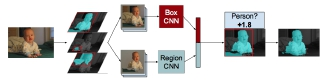 Box
CNN
Region
CNN
Person?
+1.8